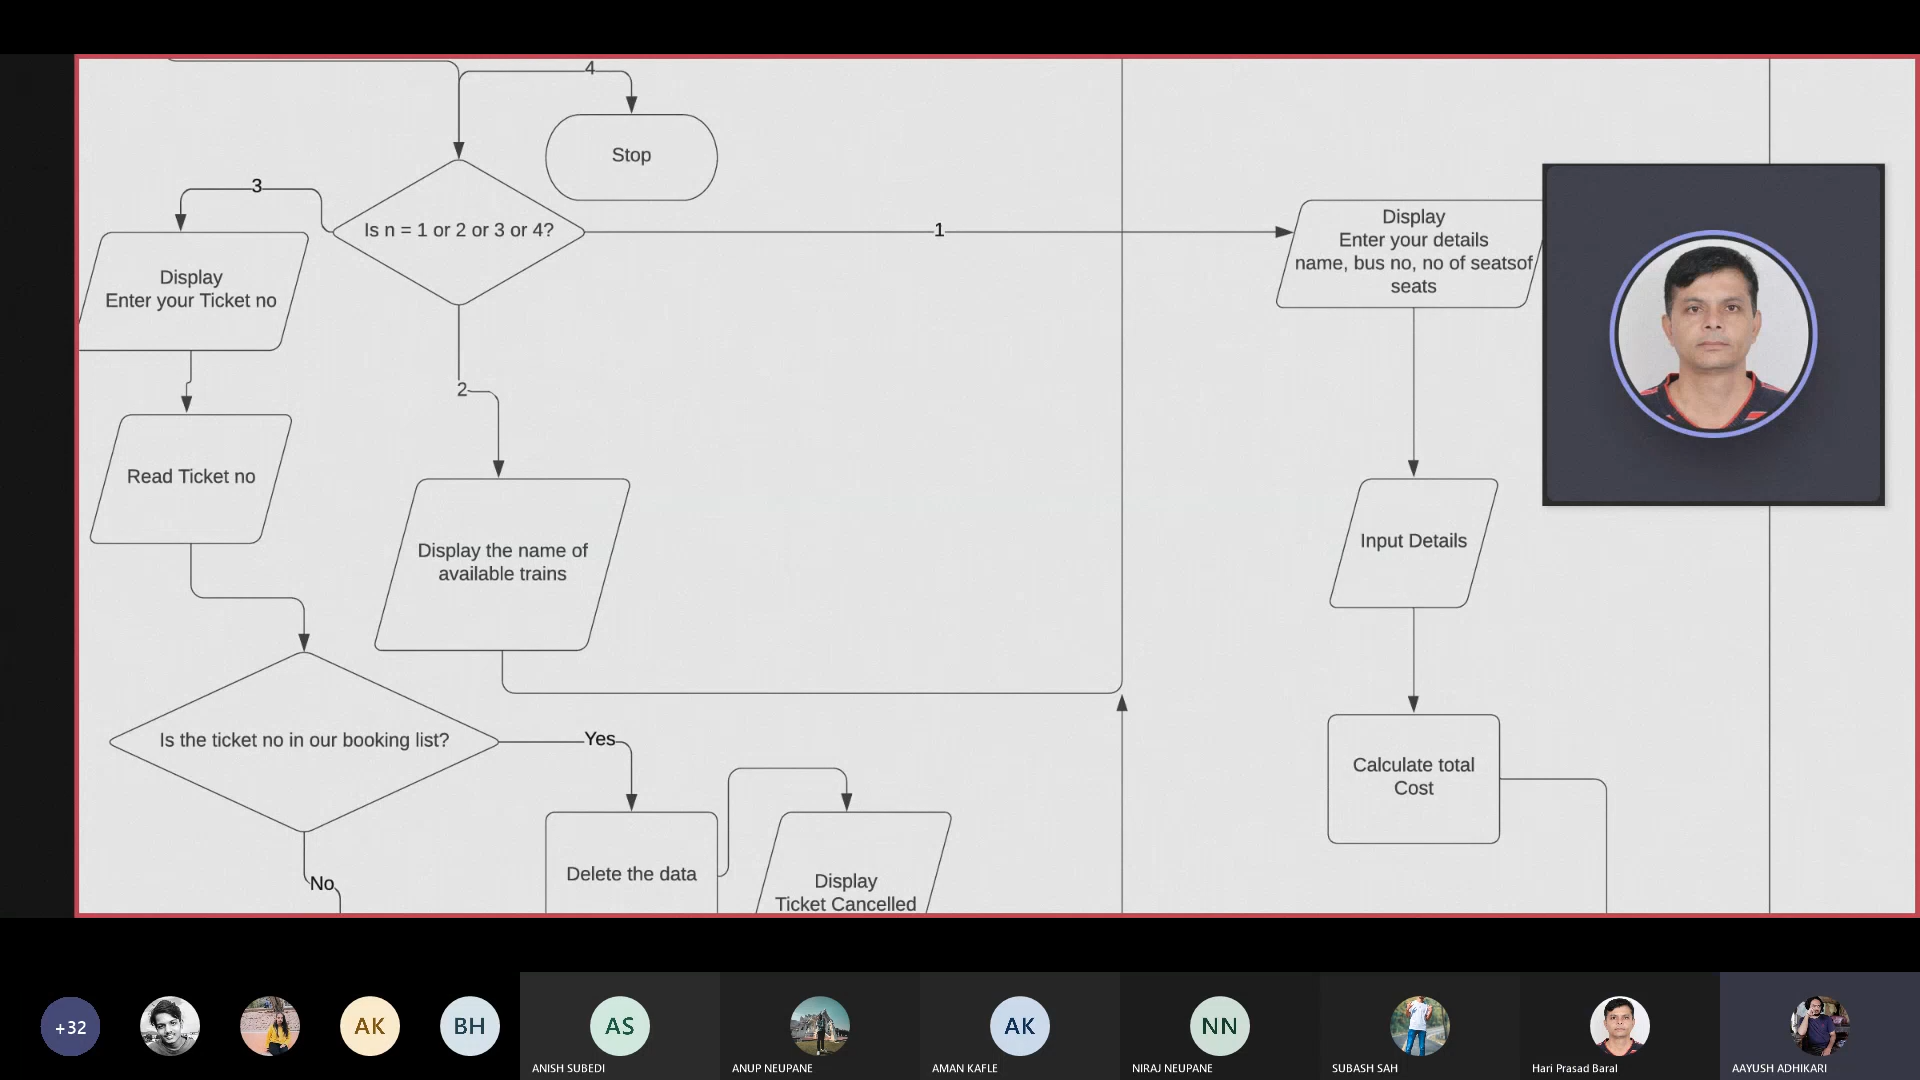 4
Stop
3
Is n = 1 or 2 or 3 or 4?
1
Display
Enter your details
name, bus no, no of seatsof
seats
Display
Enter your Ticket no
2
Read Ticket no
Display the name of
available trains
Input Details
Is the ticket no in our booking list?
Yes
Calculate total
Cost
Delete the data
Display
Ticket Cancelled
No
+32
AK
BH
AS
ANISH SUBEDI
ANUP NEUPANE
AK
AMAN KAFLE
NN
NIRAJ NEUPANE
SUBASH SAH
Hari Prasad Baral
AAYUSH ADHIKARI